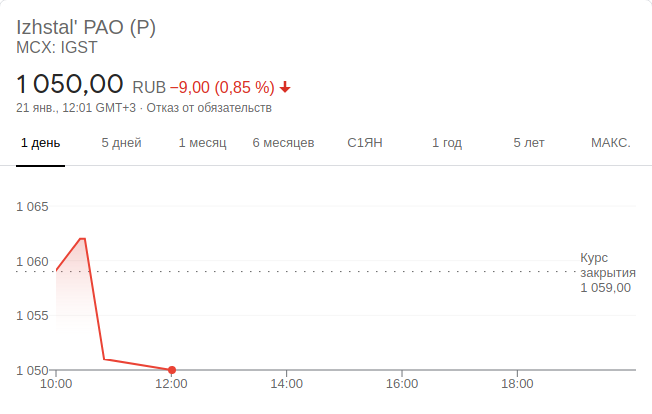 Izhstal' PAO (P)
MCX: IGST
1 050,00 RUB −9,00 (0,85 %)
21 янв., 12:01 GMT+3 · Отказ от обязательств
1 день 5 дней 1 месяц 6 месяцев С1ЯН 1 год 5 лет МАКС.
1 065
1 060
1 055
1 050
Курс
закрытия
1 059,00
10:00 12:00 14:00 16:00 18:00